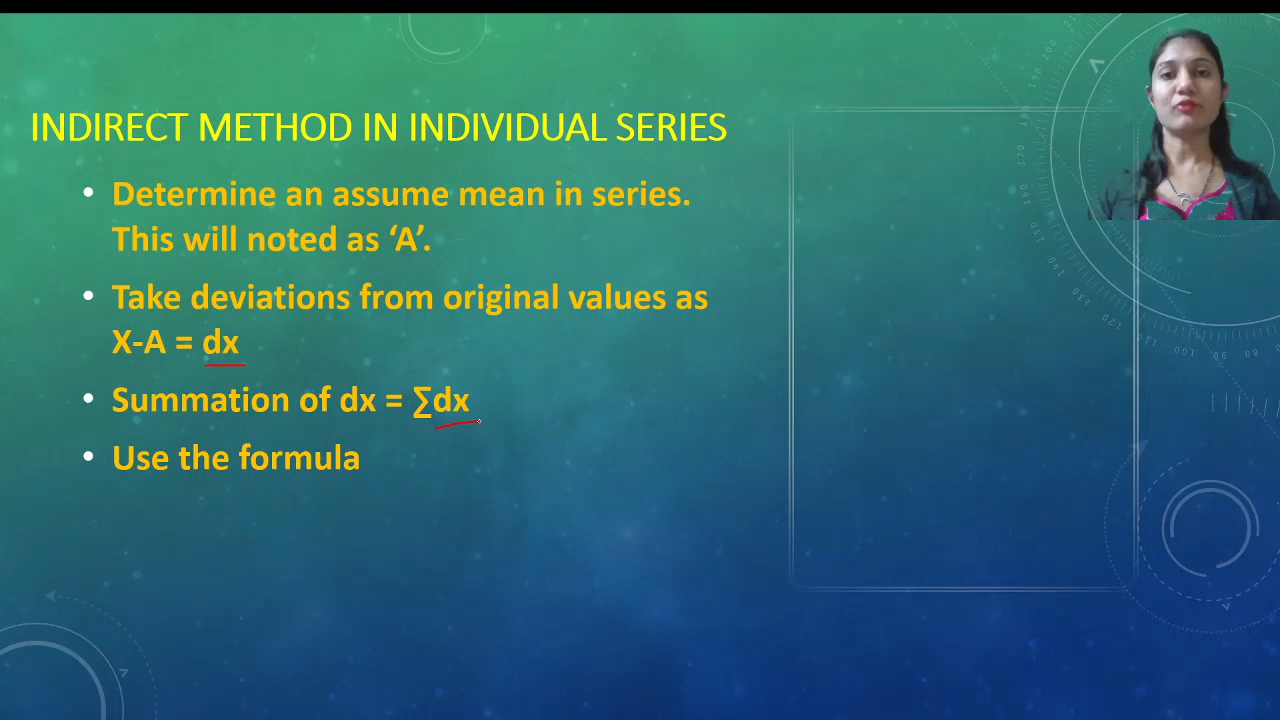 INDIRECT METHOD IN INDIVIDUAL SERIES
• Determine an assume mean in series.
This will noted as ‘A’.
• Take deviations from original values as
X-A = dx
• Summation of dx = ∑dx
• Use the formula